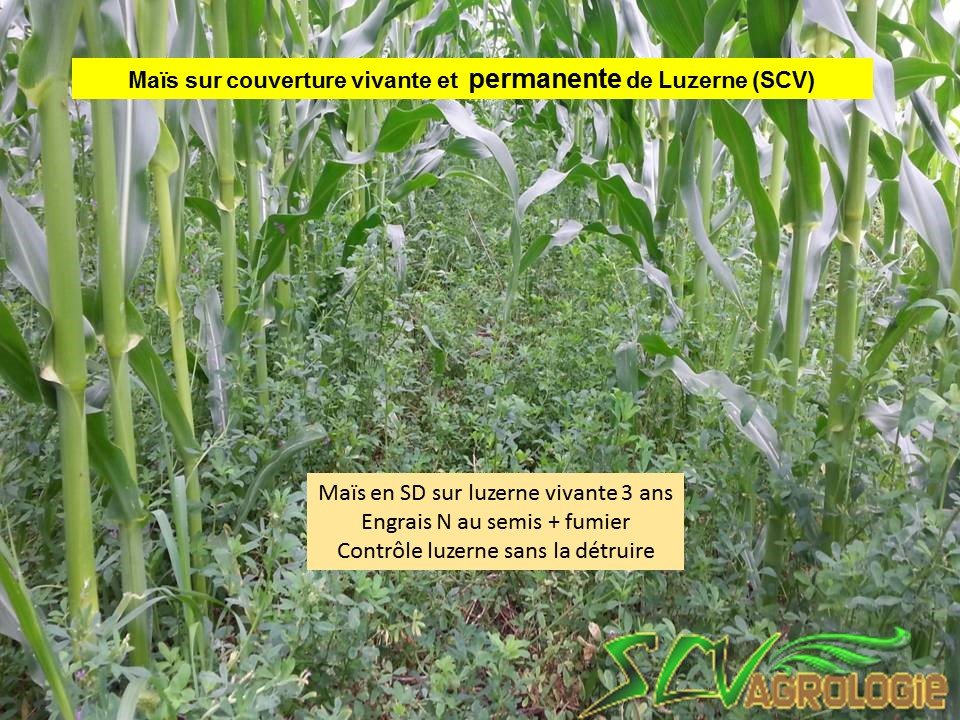 Maïs sur couverture vivante et permanente de Luzerne (SCV)
Maïs en SD sur luzerne vivante 3 ans
Engrais N au semis + fumier
Contrôle luzerne sans la détruire
SCV AGROLOGIE